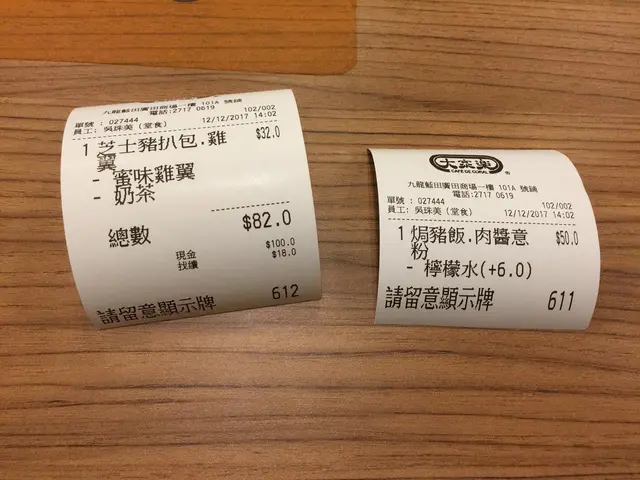 九龍藍田廣田商場一樓 101A 號舖
電話:2717 0619
單號 : 027444 102/002
員工: 吳珠美 (堂食) 12/12/2017 14:02
1 芝士豬扒包.雞 $32.0
翼
- 蜜味雞翼
- 奶茶
總數 $82.0
現金 $100.0
找續 $18.0
請留意顯示牌 612
大家樂
CAFE DE CORAL
®
九龍藍田廣田商場一樓 101A 號舖
電話:2717 0619
單號 : 027444 102/002
員工: 吳珠美 (堂食) 12/12/2017 14:02
1 焗豬飯.肉醬意 $50.0
粉
- 檸檬水(+6.0)
請留意顯示牌 611